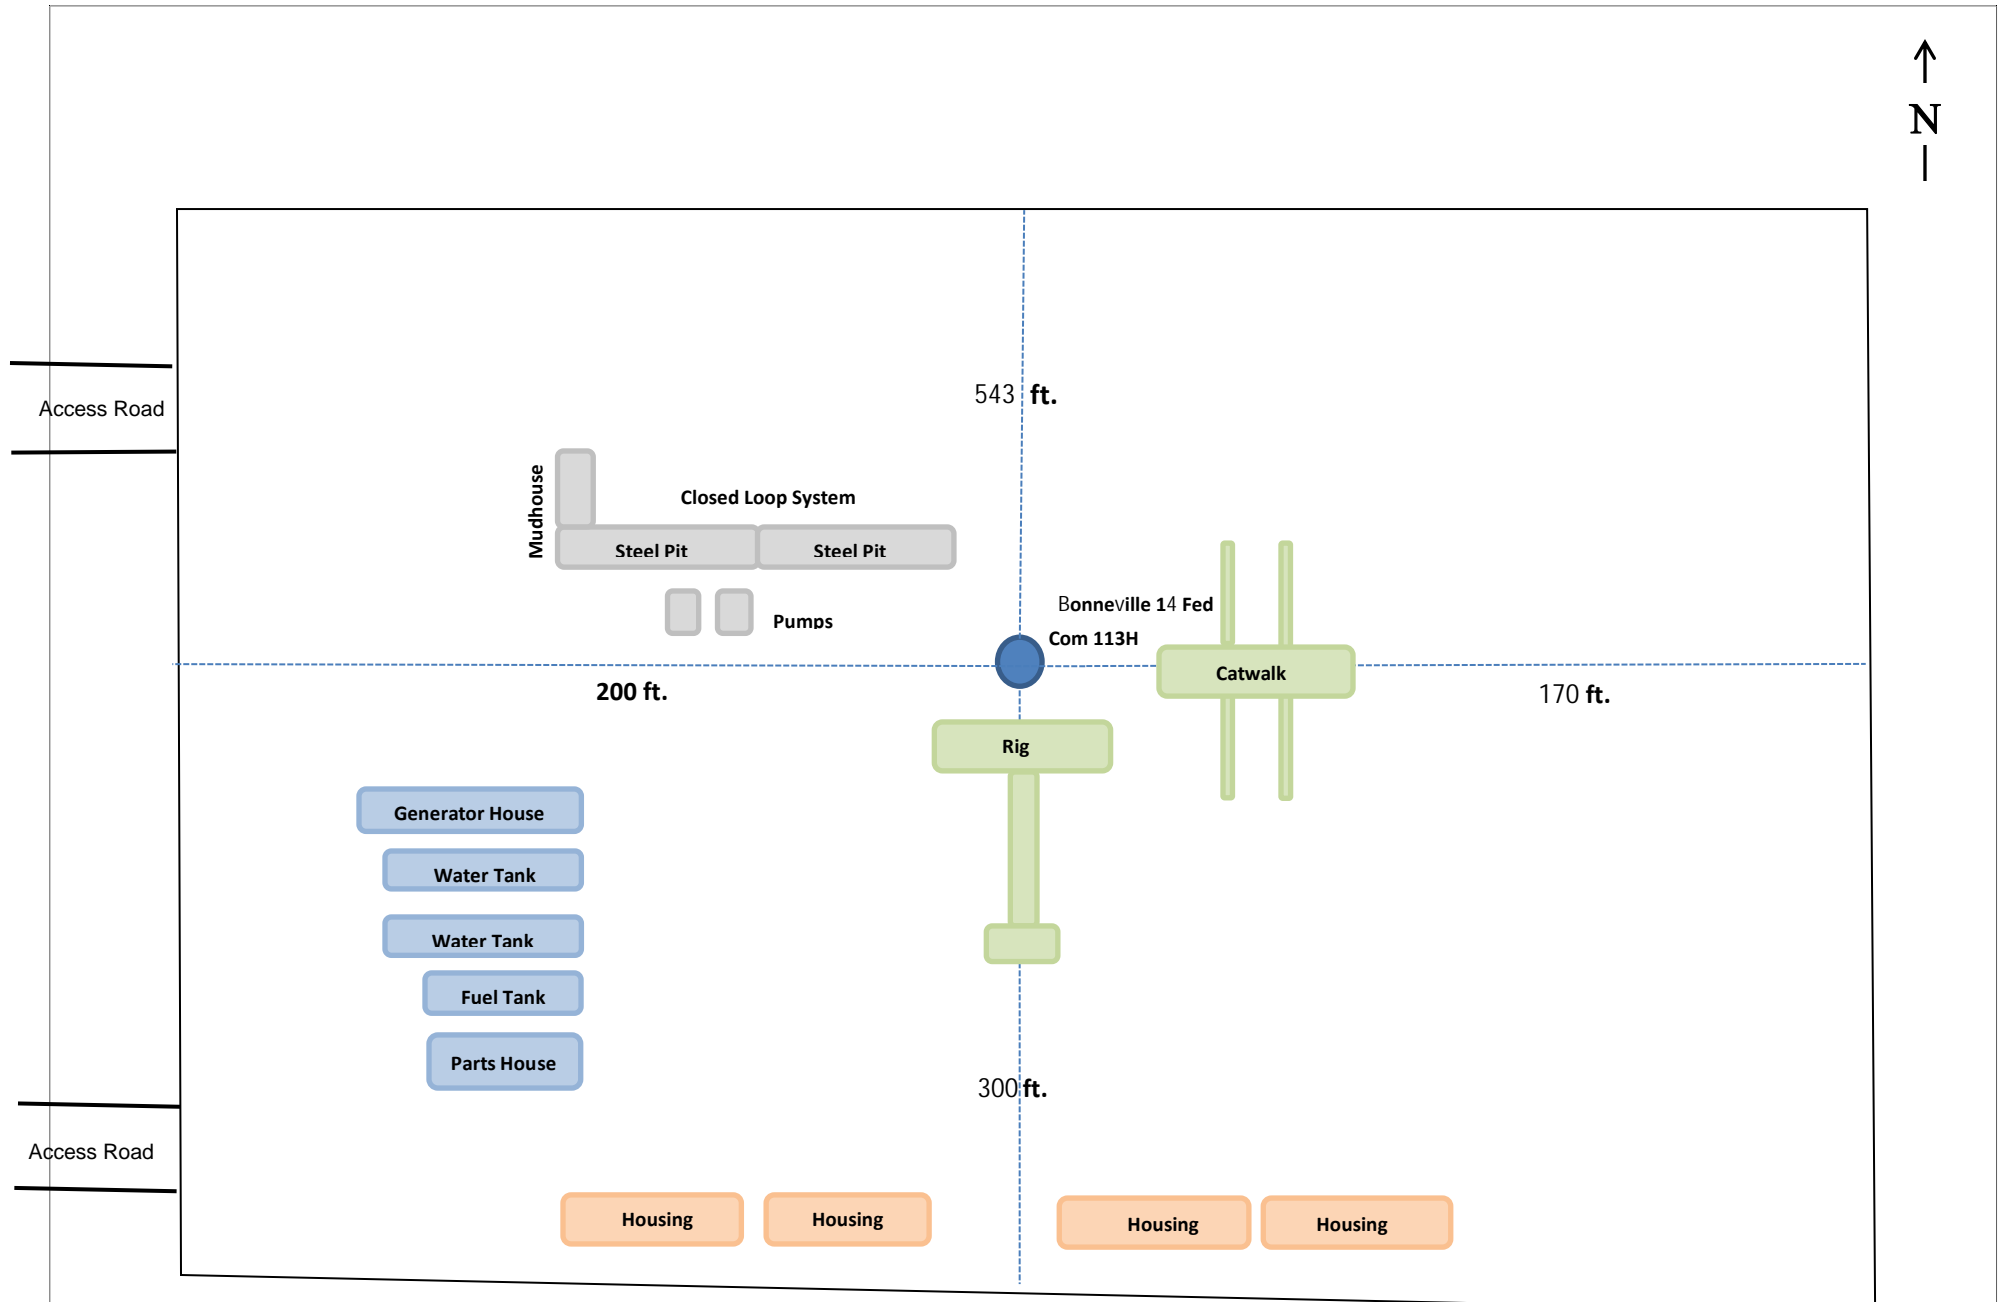 N
Access Road
543 ft.
Mudhouse
Closed Loop System
Steel Pit
Steel Pit
Pumps
Bonneville 14 Fed
Com 113H
Catwalk
200 ft.
170 ft.
Rig
Generator House
Water Tank
Water Tank
Fuel Tank
Parts House
300 ft.
Access Road
Housing
Housing
Housing
Housing